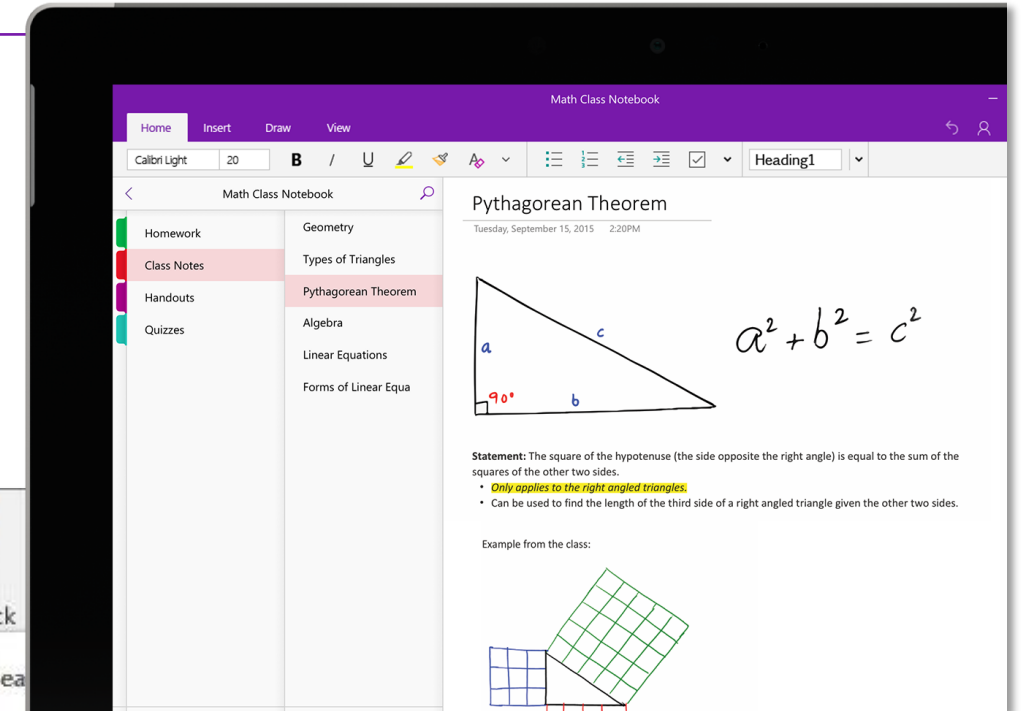 Math Class Notebook
Home Insert Draw View
Calibri Light 20 B I U A Heading1
Math Class Notebook
Homework
Class Notes
Handouts
Quizzes
Geometry
Types of Triangles
Pythagorean Theorem
Algebra
Linear Equations
Forms of Linear Equa
Pythagorean Theorem
Tuesday, September 15, 2015 2:20PM
a
c
90°
b
a² + b² = c²
Statement: The square of the hypotenuse (the side opposite the right angle) is equal to the sum of the
squares of the other two sides.
• Only applies to the right angled triangles.
• Can be used to find the length of the third side of a right angled triangle given the other two sides.
Example from the class:
ck
ea